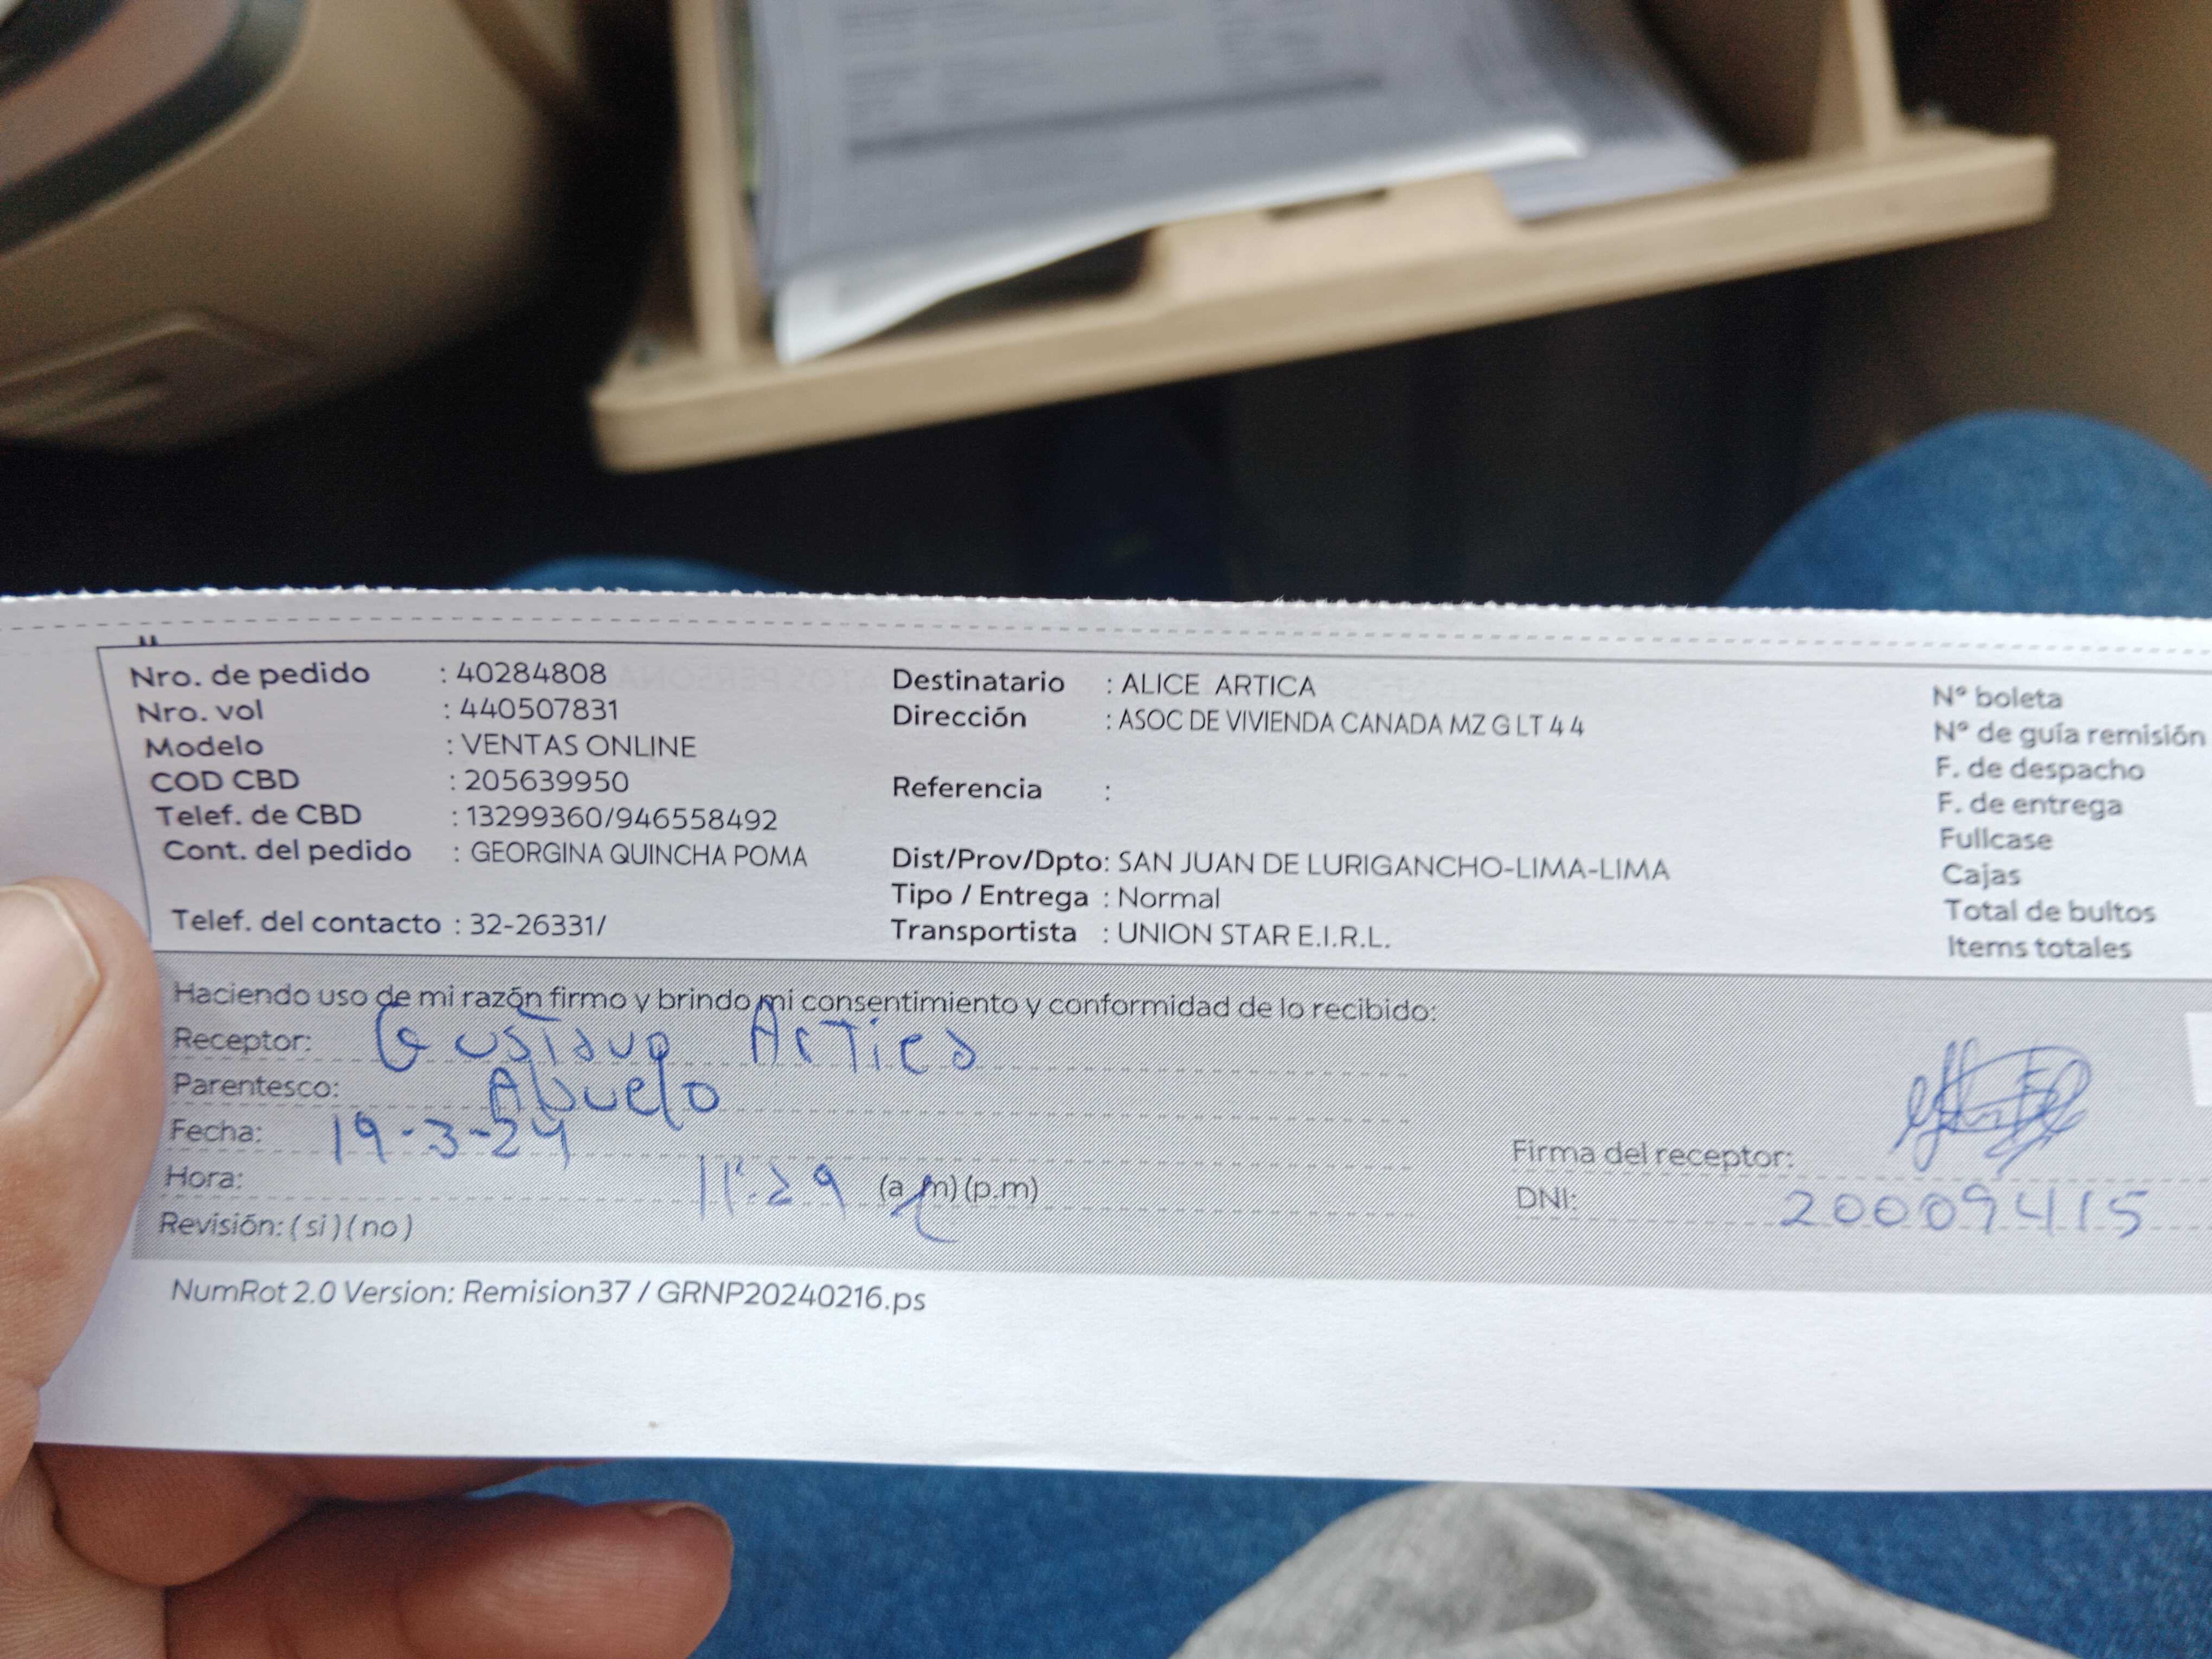 Nro. de pedido : 40284808
Nro. vol : 440507831
Modelo : VENTAS ONLINE
COD CBD : 205639950
Telef. de CBD : 13299360/946558492
Cont. del pedido : GEORGINA QUINCHA POMA
Telef. del contacto : 32-26331/
Destinatario : ALICE ARTICA
Dirección : ASOC DE VIVIENDA CANADA MZ G LT 4 4
Referencia :
Dist/Prov/Dpto: SAN JUAN DE LURIGANCHO-LIMA-LIMA
Tipo / Entrega : Normal
Transportista : UNION STAR E.I.R.L.
N° boleta
N° de guía remisión
F. de despacho
F. de entrega
Fullcase
Cajas
Total de bultos
Items totales
Haciendo uso de mi razón firmo y brindo mi consentimiento y conformidad de lo recibido:
Receptor: Gustavo Artica
Parentesco: Abuelo
Fecha: 19-3-24
Hora: 11:29 (a.m) (p.m)
Revisión: ( si ) ( no )
Firma del receptor:
DNI: 20009415
NumRot 2.0 Version: Remision37 / GRNP20240216.ps